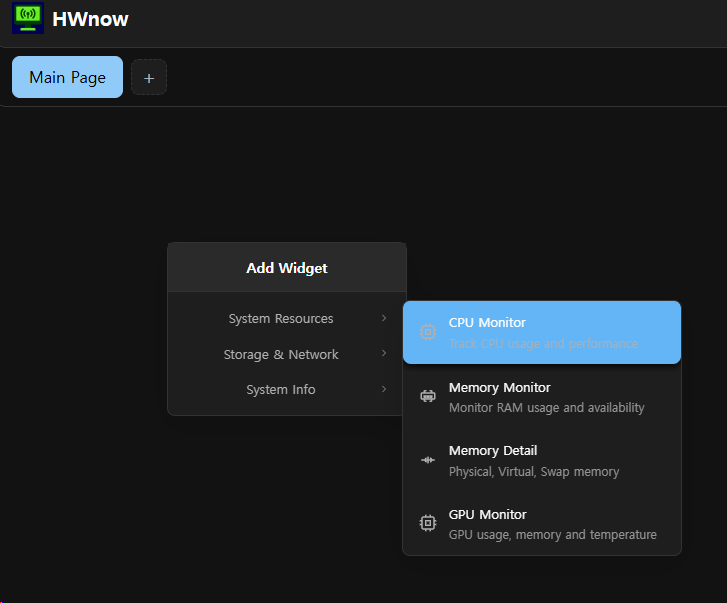 HWnow
Main Page
+
Add Widget
System Resources
Storage & Network
System Info
CPU Monitor
Track CPU usage and performance
Memory Monitor
Monitor RAM usage and availability
Memory Detail
Physical, Virtual, Swap memory
GPU Monitor
GPU usage, memory and temperature